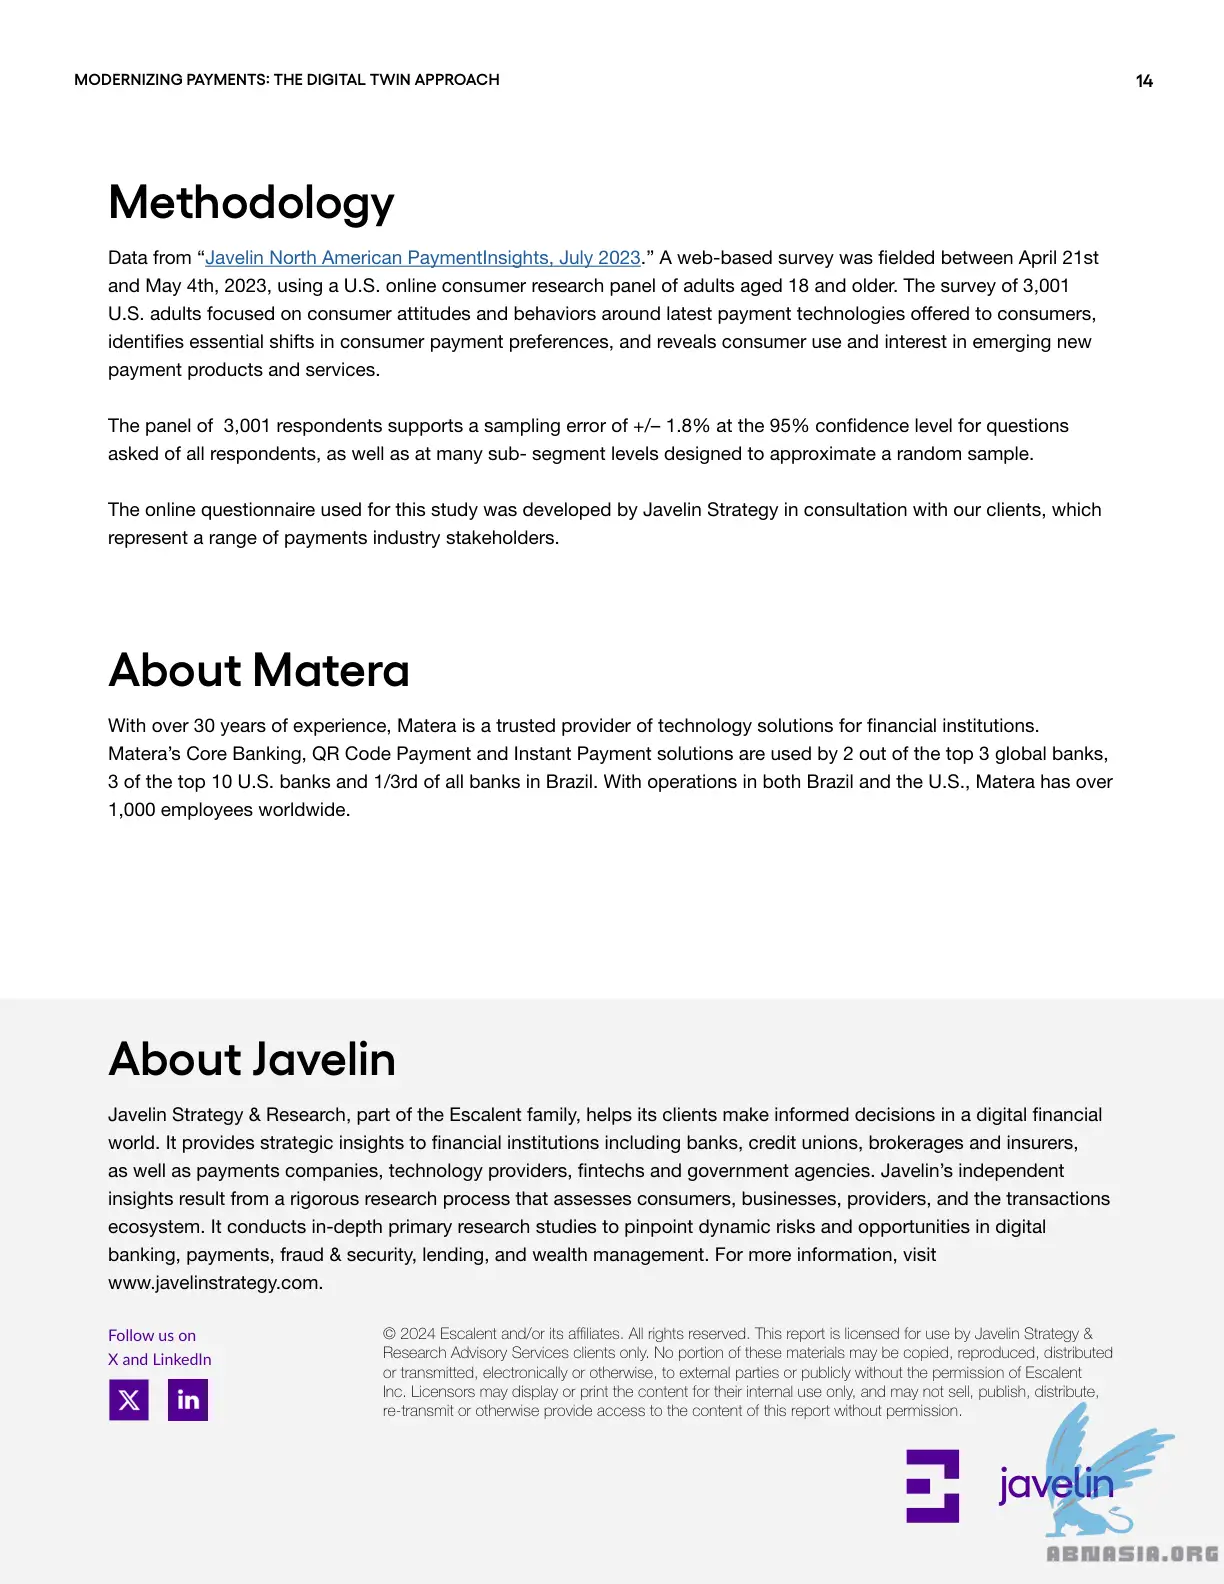 MODERNIZING PAYMENTS: THE DIGITAL TWIN APPROACH
14
Methodology
Data from “Javelin North American PaymentInsights, July 2023.” A web-based survey was fielded between April 21st
and May 4th, 2023, using a U.S. online consumer research panel of adults aged 18 and older. The survey of 3,001
U.S. adults focused on consumer attitudes and behaviors around latest payment technologies offered to consumers,
identifies essential shifts in consumer payment preferences, and reveals consumer use and interest in emerging new
payment products and services.
The panel of  3,001 respondents supports a sampling error of +/– 1.8% at the 95% confidence level for questions
asked of all respondents, as well as at many sub- segment levels designed to approximate a random sample.
The online questionnaire used for this study was developed by Javelin Strategy in consultation with our clients, which
represent a range of payments industry stakeholders.
About Matera
With over 30 years of experience, Matera is a trusted provider of technology solutions for financial institutions.
Matera’s Core Banking, QR Code Payment and Instant Payment solutions are used by 2 out of the top 3 global banks,
3 of the top 10 U.S. banks and 1/3rd of all banks in Brazil. With operations in both Brazil and the U.S., Matera has over
1,000 employees worldwide.
About Javelin
Javelin Strategy & Research, part of the Escalent family, helps its clients make informed decisions in a digital financial
world. It provides strategic insights to financial institutions including banks, credit unions, brokerages and insurers,
as well as payments companies, technology providers, fintechs and government agencies. Javelin’s independent
insights result from a rigorous research process that assesses consumers, businesses, providers, and the transactions
ecosystem. It conducts in-depth primary research studies to pinpoint dynamic risks and opportunities in digital
banking, payments, fraud & security, lending, and wealth management. For more information, visit
www.javelinstrategy.com.
Follow us on
X and LinkedIn
© 2024 Escalent and/or its affiliates. All rights reserved. This report is licensed for use by Javelin Strategy &
Research Advisory Services clients only. No portion of these materials may be copied, reproduced, distributed
or transmitted, electronically or otherwise, to external parties or publicly without the permission of Escalent
Inc. Licensors may display or print the content for their internal use only, and may not sell, publish, distribute,
re-transmit or otherwise provide access to the content of this report without permission.
X
in
javelin
ABNASIA.ORG